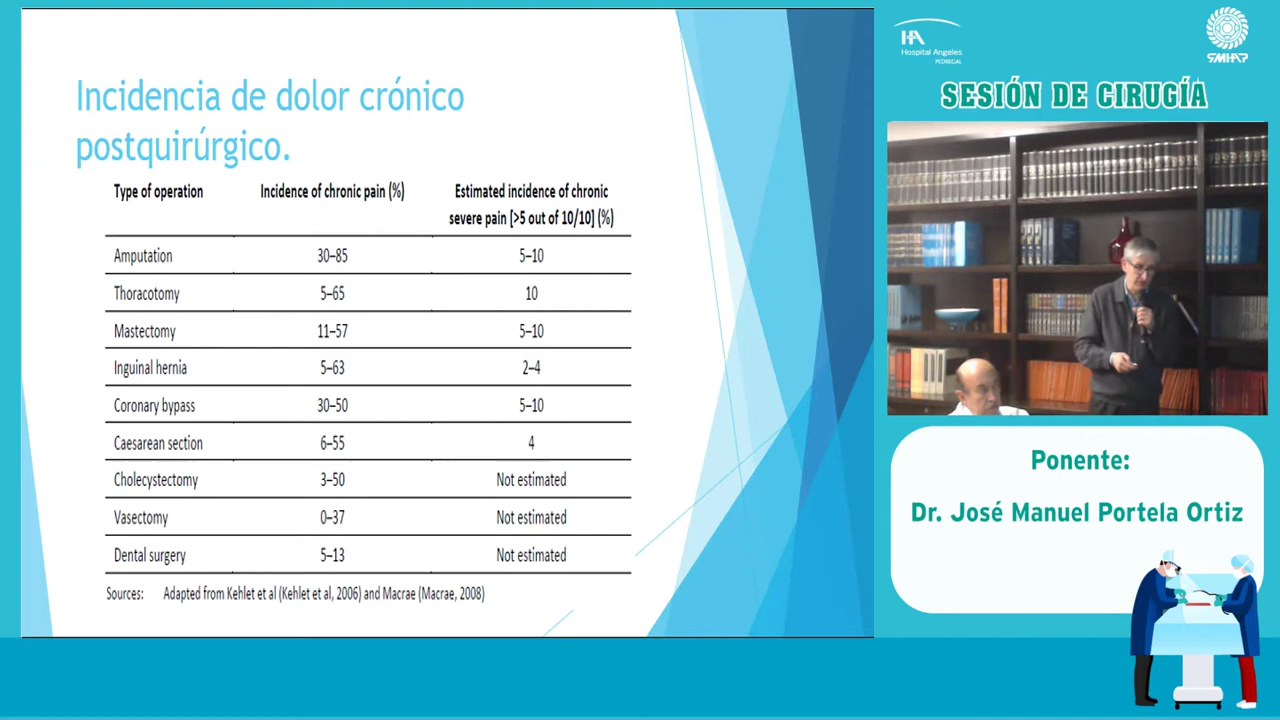 Incidencia de dolor crónico
postquirúrgico.
Type of operation Incidence of chronic pain (%) Estimated incidence of chronic severe pain [>5 out of 10/10] (%)
Amputation 30–85 5–10
Thoracotomy 5–65 10
Mastectomy 11–57 5–10
Inguinal hernia 5–63 2–4
Coronary bypass 30–50 5–10
Caesarean section 6–55 4
Cholecystectomy 3–50 Not estimated
Vasectomy 0–37 Not estimated
Dental surgery 5–13 Not estimated
Sources: Adapted from Kehlet et al (Kehlet et al, 2006) and Macrae (Macrae, 2008)
HA
Hospital Angeles
PEDREGAL
SMHAP
SESIÓN DE CIRUGÍA
Ponente:
Dr. José Manuel Portela Ortiz